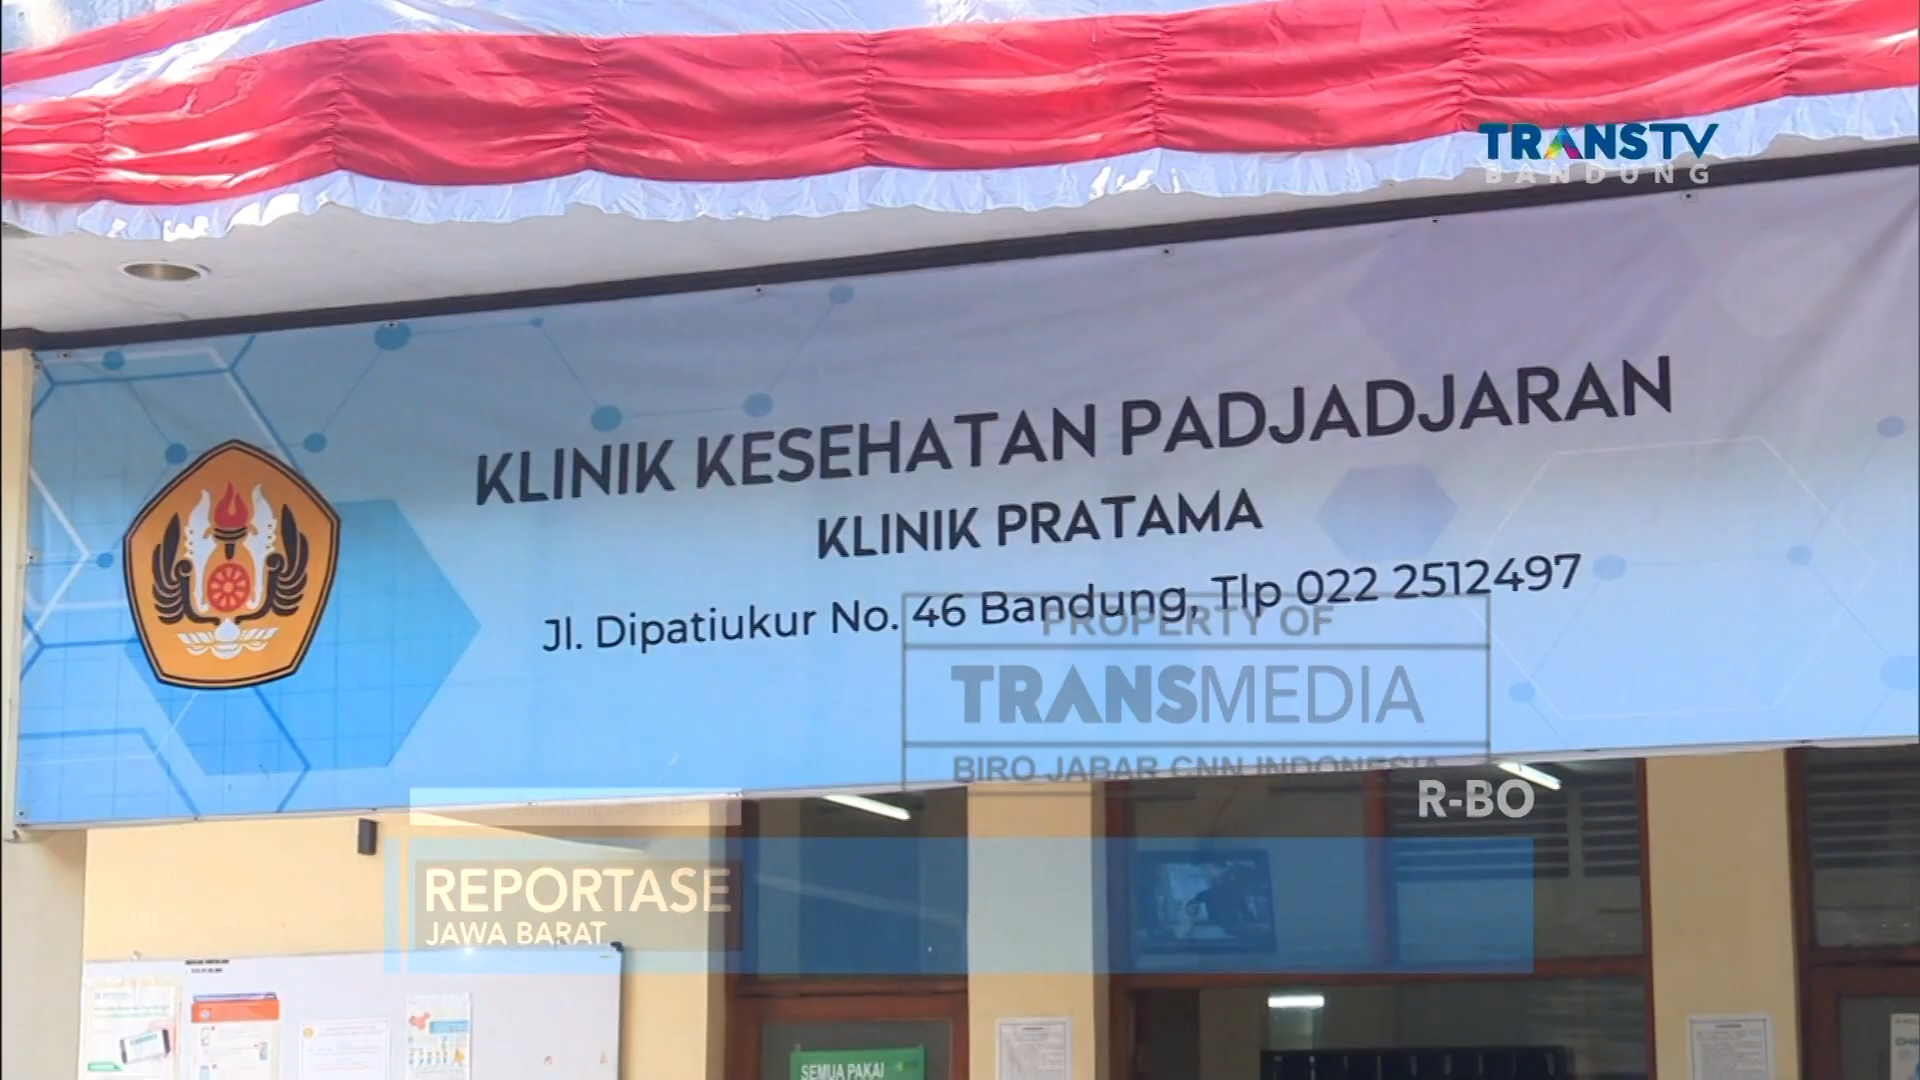 TRANSTV
BANDUNG
KLINIK KESEHATAN PADJADJARAN
KLINIK PRATAMA
Jl. Dipatiukur No. 46 Bandung, Tlp 022 2512497
PROPERTY OF
TRANSMEDIA
BIRO JABAR CNN INDONESIA
R-BO
REPORTASE
JAWA BARAT
SEMUA PAKAI